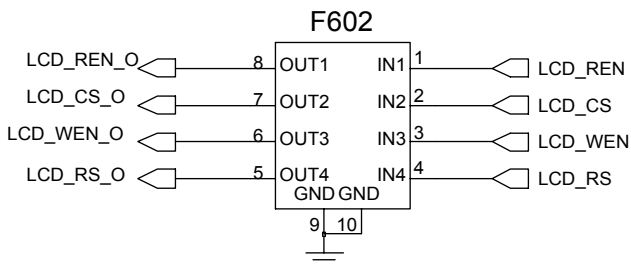 F602
LCD_REN_O 8 OUT1 IN1 1 LCD_REN
LCD_CS_O 7 OUT2 IN2 2 LCD_CS
LCD_WEN_O 6 OUT3 IN3 3 LCD_WEN
LCD_RS_O 5 OUT4 IN4 4 LCD_RS
GND GND
9 10